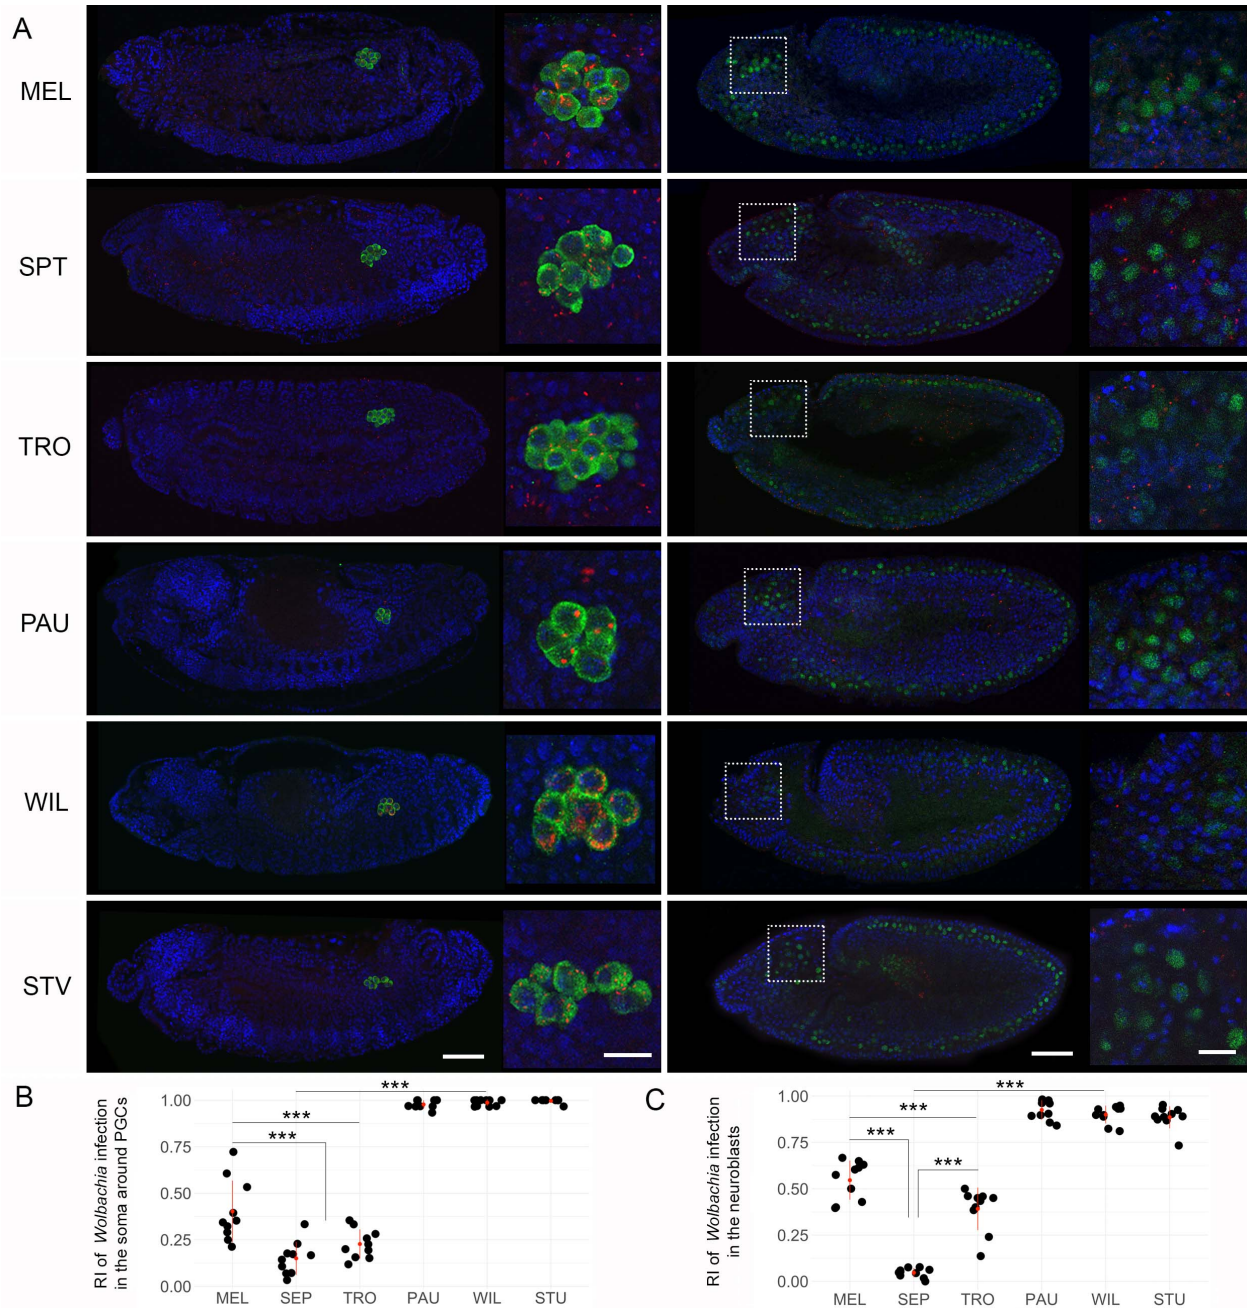 A
MEL
SPT
TRO
PAU
WIL
STV
B
RI of Wolbachia infection
in the soma around PGCs
1.00
0.75
0.50
0.25
0.00
***
***
***
MEL SEP TRO PAU WIL STU
C
RI of Wolbachia infection
in the neuroblasts
1.00
0.75
0.50
0.25
0.00
***
***
***
***
MEL SEP TRO PAU WIL STU